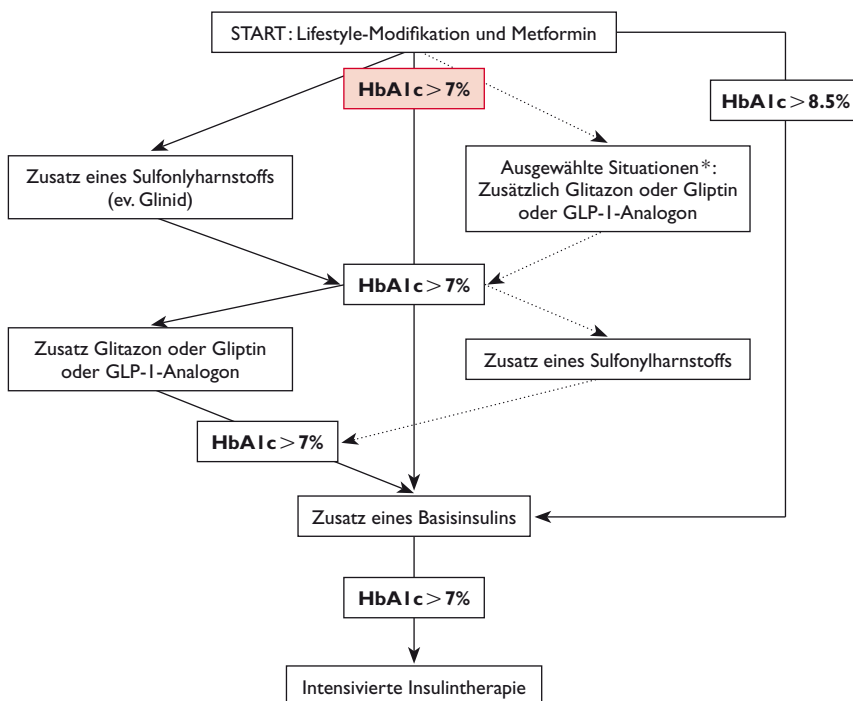 START: Lifestyle-Modifikation und Metformin
HbA1c > 7%
HbA1c > 8.5%
Zusatz eines Sulfonlyharnstoffs
(ev. Glinid)
Ausgewählte Situationen*:
Zusätzlich Glitazon oder Gliptin
oder GLP-1-Analogon
HbA1c > 7%
Zusatz Glitazon oder Gliptin
oder GLP-1-Analogon
Zusatz eines Sulfonylharnstoffs
HbA1c > 7%
Zusatz eines Basisinsulins
HbA1c > 7%
Intensivierte Insulintherapie